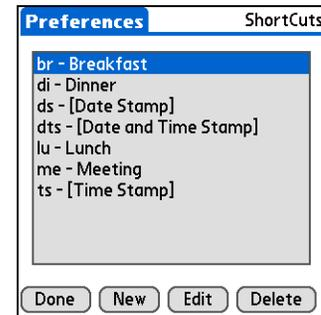 Preferences ShortCuts
br - Breakfast
di - Dinner
ds - [Date Stamp]
dts - [Date and Time Stamp]
lu - Lunch
me - Meeting
ts - [Time Stamp]
Done New Edit Delete